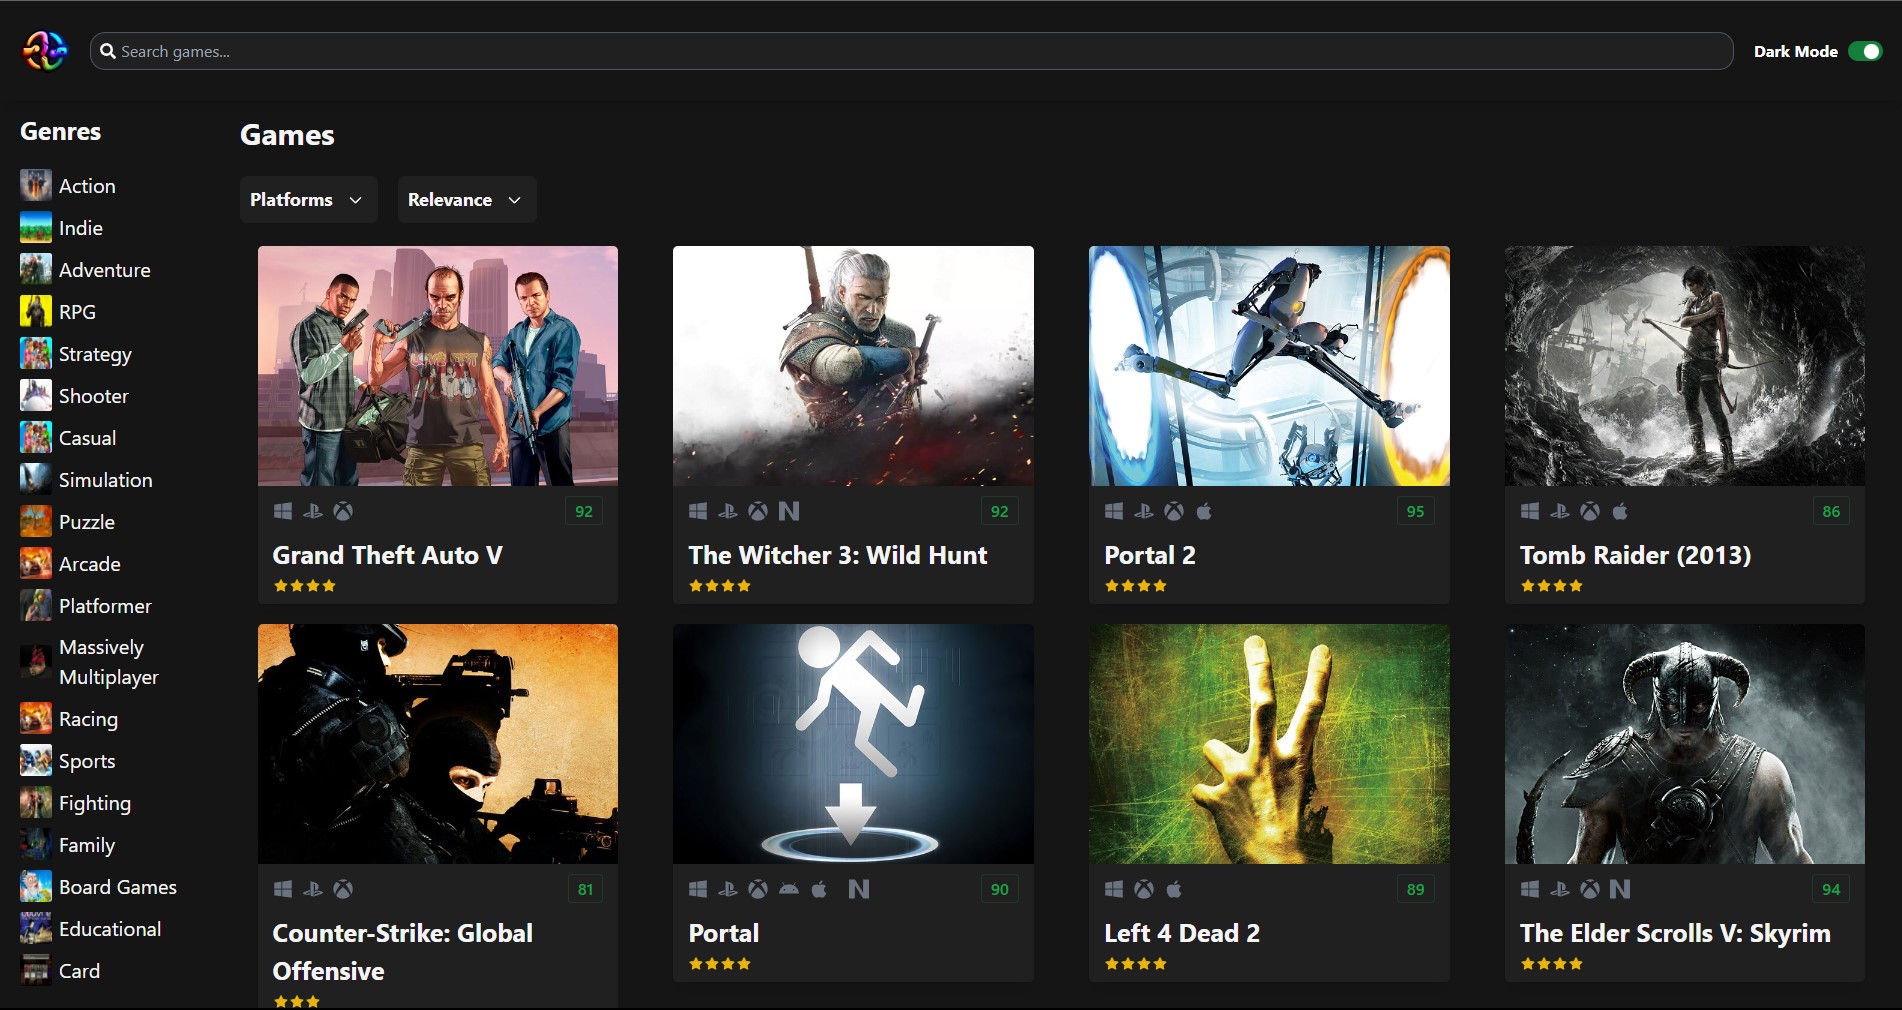 Search games...
Dark Mode
Genres
Action
Indie
Adventure
RPG
Strategy
Shooter
Casual
Simulation
Puzzle
Arcade
Platformer
Massively
Multiplayer
Racing
Sports
Fighting
Family
Board Games
Educational
Card
Games
Platforms
Relevance
92
Grand Theft Auto V
92
The Witcher 3: Wild Hunt
95
Portal 2
86
Tomb Raider (2013)
81
Counter-Strike: Global
Offensive
90
Portal
89
Left 4 Dead 2
94
The Elder Scrolls V: Skyrim